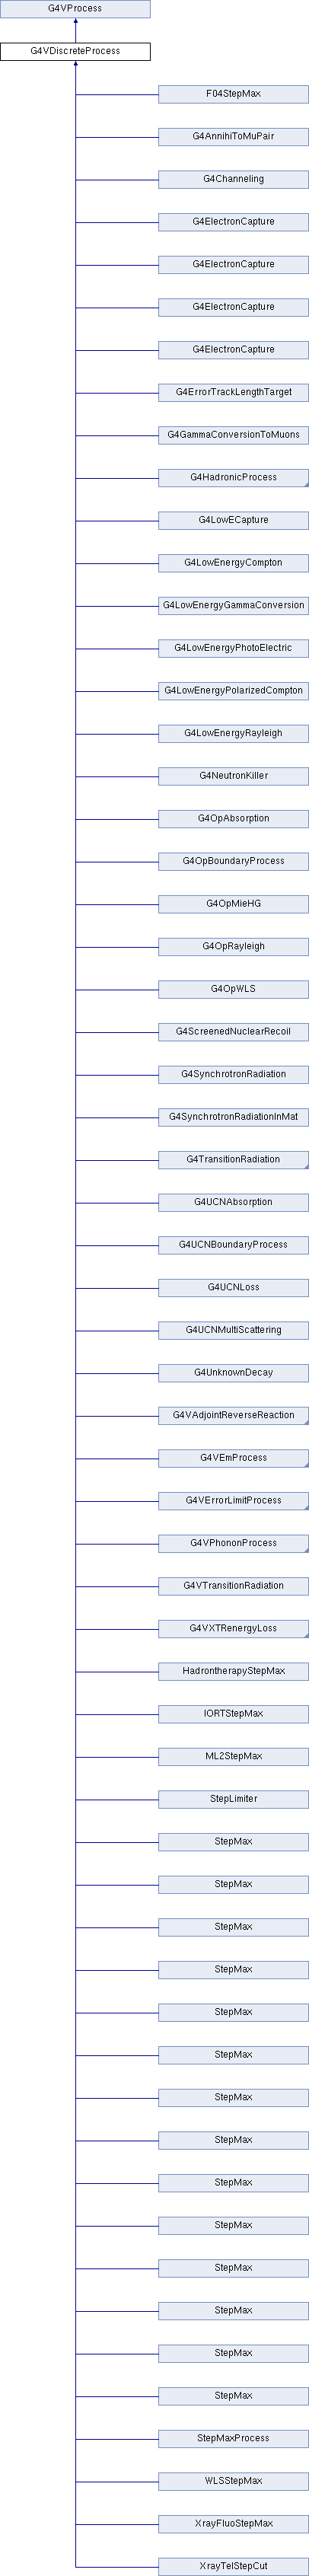 G4VProcess
G4VDiscreteProcess
F04StepMax
G4AnnihiToMuPair
G4Channeling
G4ElectronCapture
G4ElectronCapture
G4ElectronCapture
G4ElectronCapture
G4ErrorTrackLengthTarget
G4GammaConversionToMuons
G4HadronicProcess
G4LowECapture
G4LowEnergyCompton
G4LowEnergyGammaConversion
G4LowEnergyPhotoElectric
G4LowEnergyPolarizedCompton
G4LowEnergyRayleigh
G4NeutronKiller
G4OpAbsorption
G4OpBoundaryProcess
G4OpMieHG
G4OpRayleigh
G4OpWLS
G4ScreenedNuclearRecoil
G4SynchrotronRadiation
G4SynchrotronRadiationInMat
G4TransitionRadiation
G4UCNAbsorption
G4UCNBoundaryProcess
G4UCNLoss
G4UCNMultiScattering
G4UnknownDecay
G4VAdjointReverseReaction
G4VEmProcess
G4VErrorLimitProcess
G4VPhononProcess
G4VTransitionRadiation
G4VXTRenergyLoss
HadrontherapyStepMax
IORTStepMax
ML2StepMax
StepLimiter
StepMax
StepMax
StepMax
StepMax
StepMax
StepMax
StepMax
StepMax
StepMax
StepMax
StepMax
StepMax
StepMax
StepMax
StepMaxProcess
WLSStepMax
XrayFluoStepMax
XrayTelStepCut